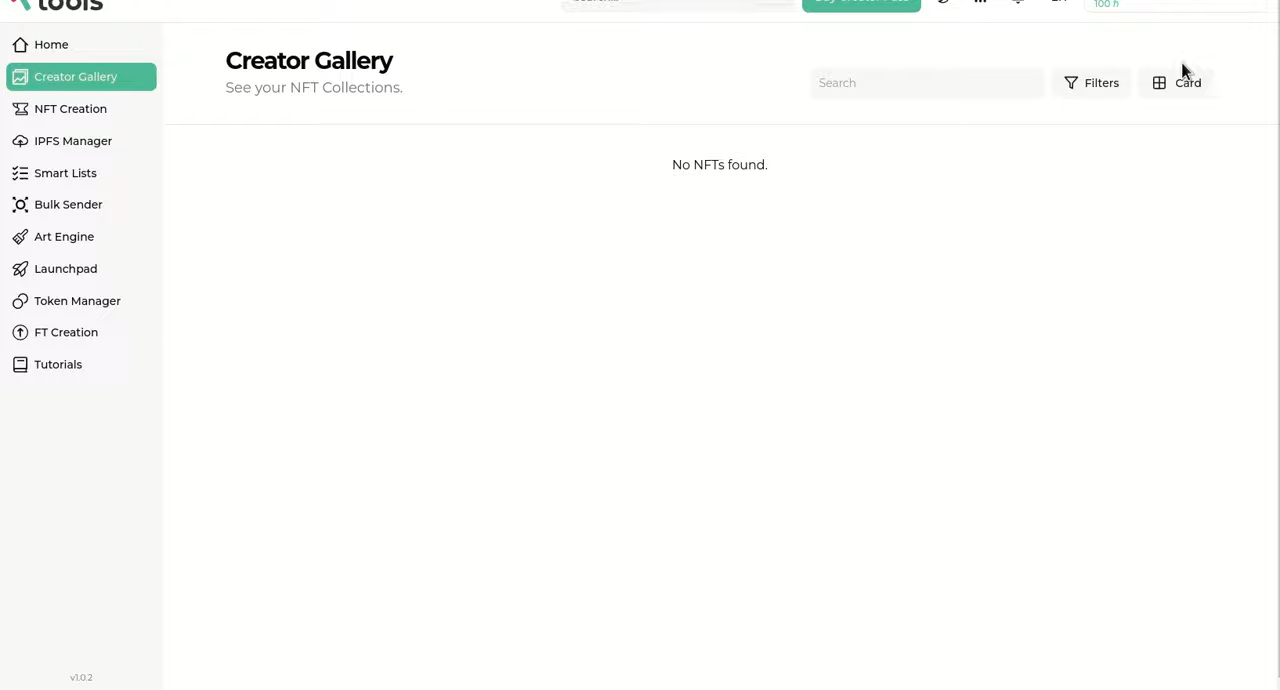 tools
100 ℏ
Home
Creator Gallery
NFT Creation
IPFS Manager
Smart Lists
Bulk Sender
Art Engine
Launchpad
Token Manager
FT Creation
Tutorials
v1.0.2
Creator Gallery
See your NFT Collections.
Search
Filters
Card
No NFTs found.